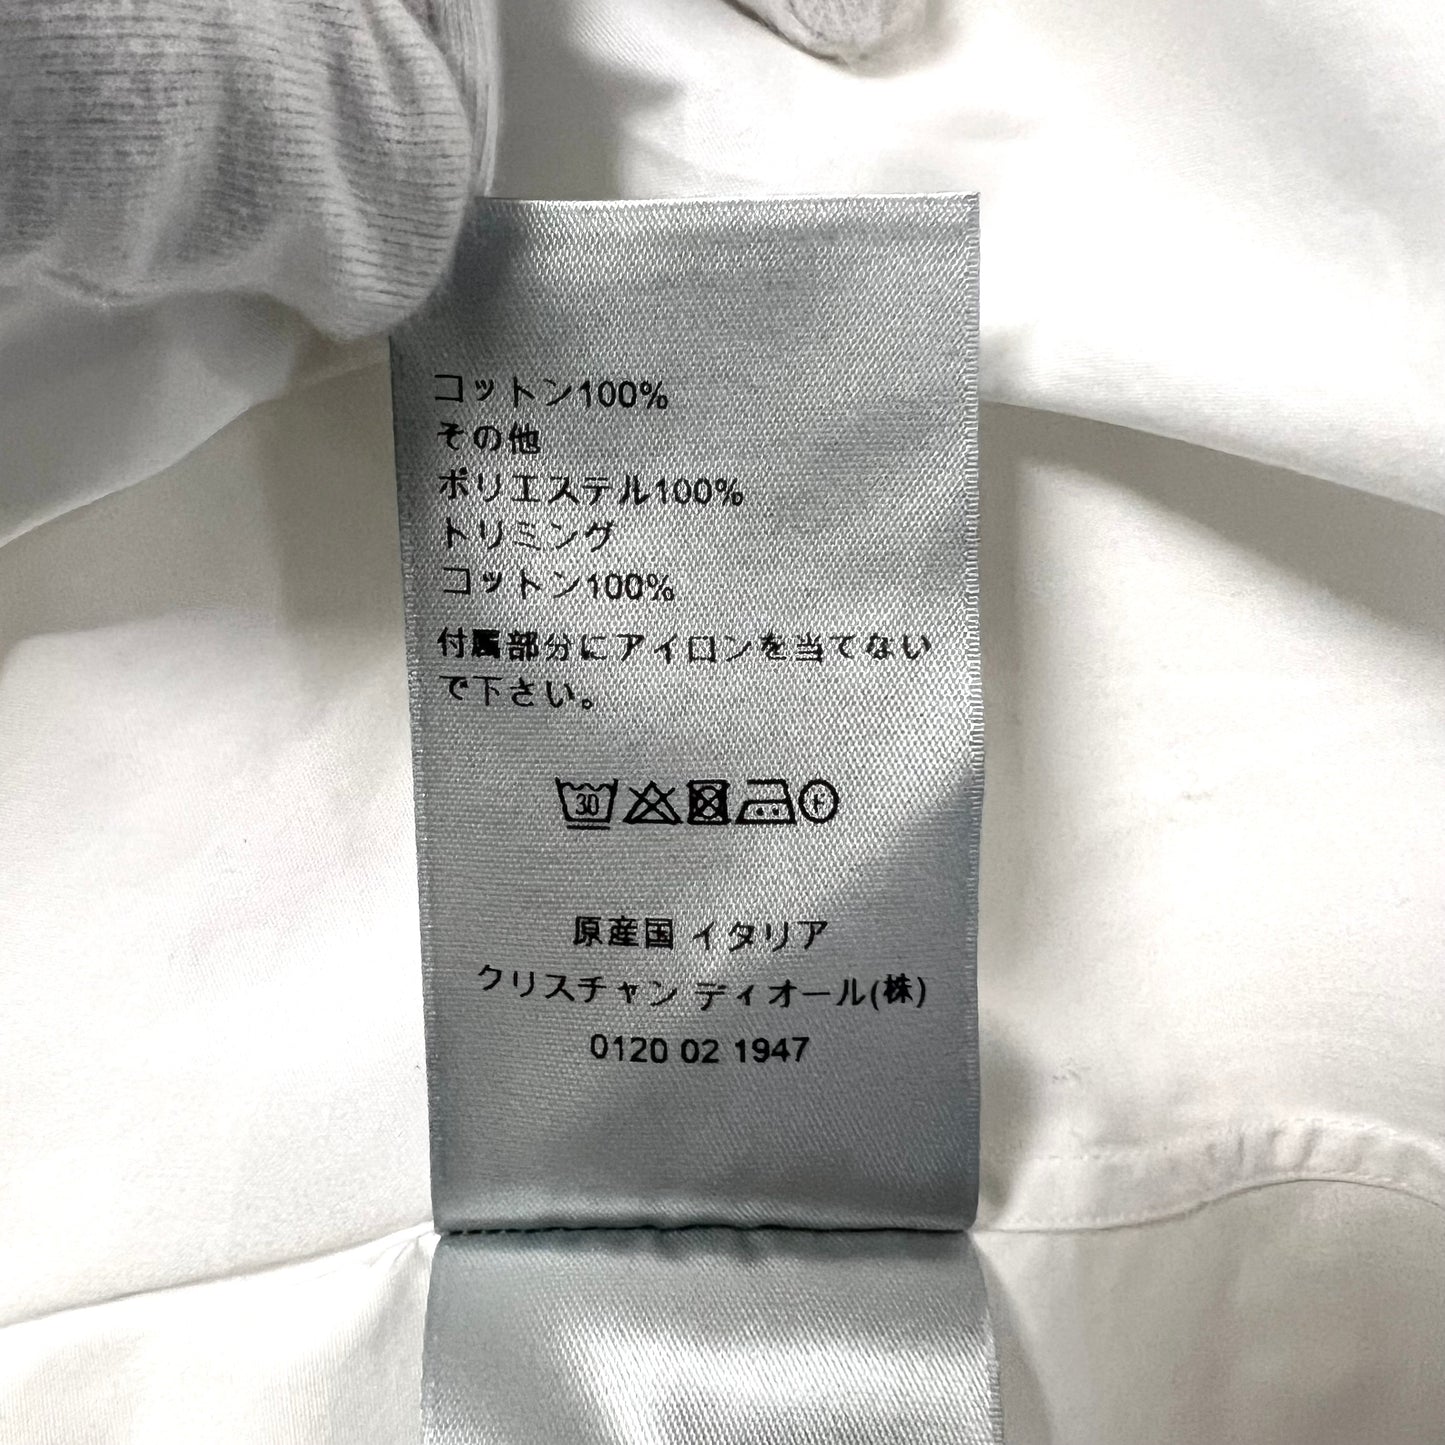 コットン100%
その他
ポリエステル100%
トリミング
コットン100%
付属部分にアイロンを当てない
で下さい。
30
F
原産国 イタリア
クリスチャン ディオール(株)
0120 02 1947